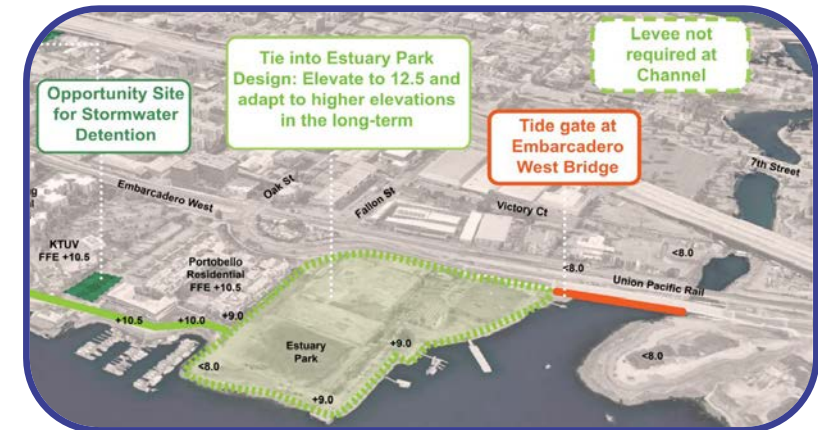 Levee not
required at
Channel
Tie into Estuary Park
Design: Elevate to 12.5 and
adapt to higher elevations
in the long-term
Opportunity Site
for Stormwater
Detention
Tide gate at
Embarcadero
West Bridge
7th Street
Embarcadero West
Oak St
Fallon St
Victory Ct
KTUV
FFE +10.5
Portobello
Residential
FFE +10.5
<8.0
<8.0
Union Pacific Rail
+10.5
+10.0
+9.0
Estuary
Park
+9.0
<8.0
<8.0
+9.0